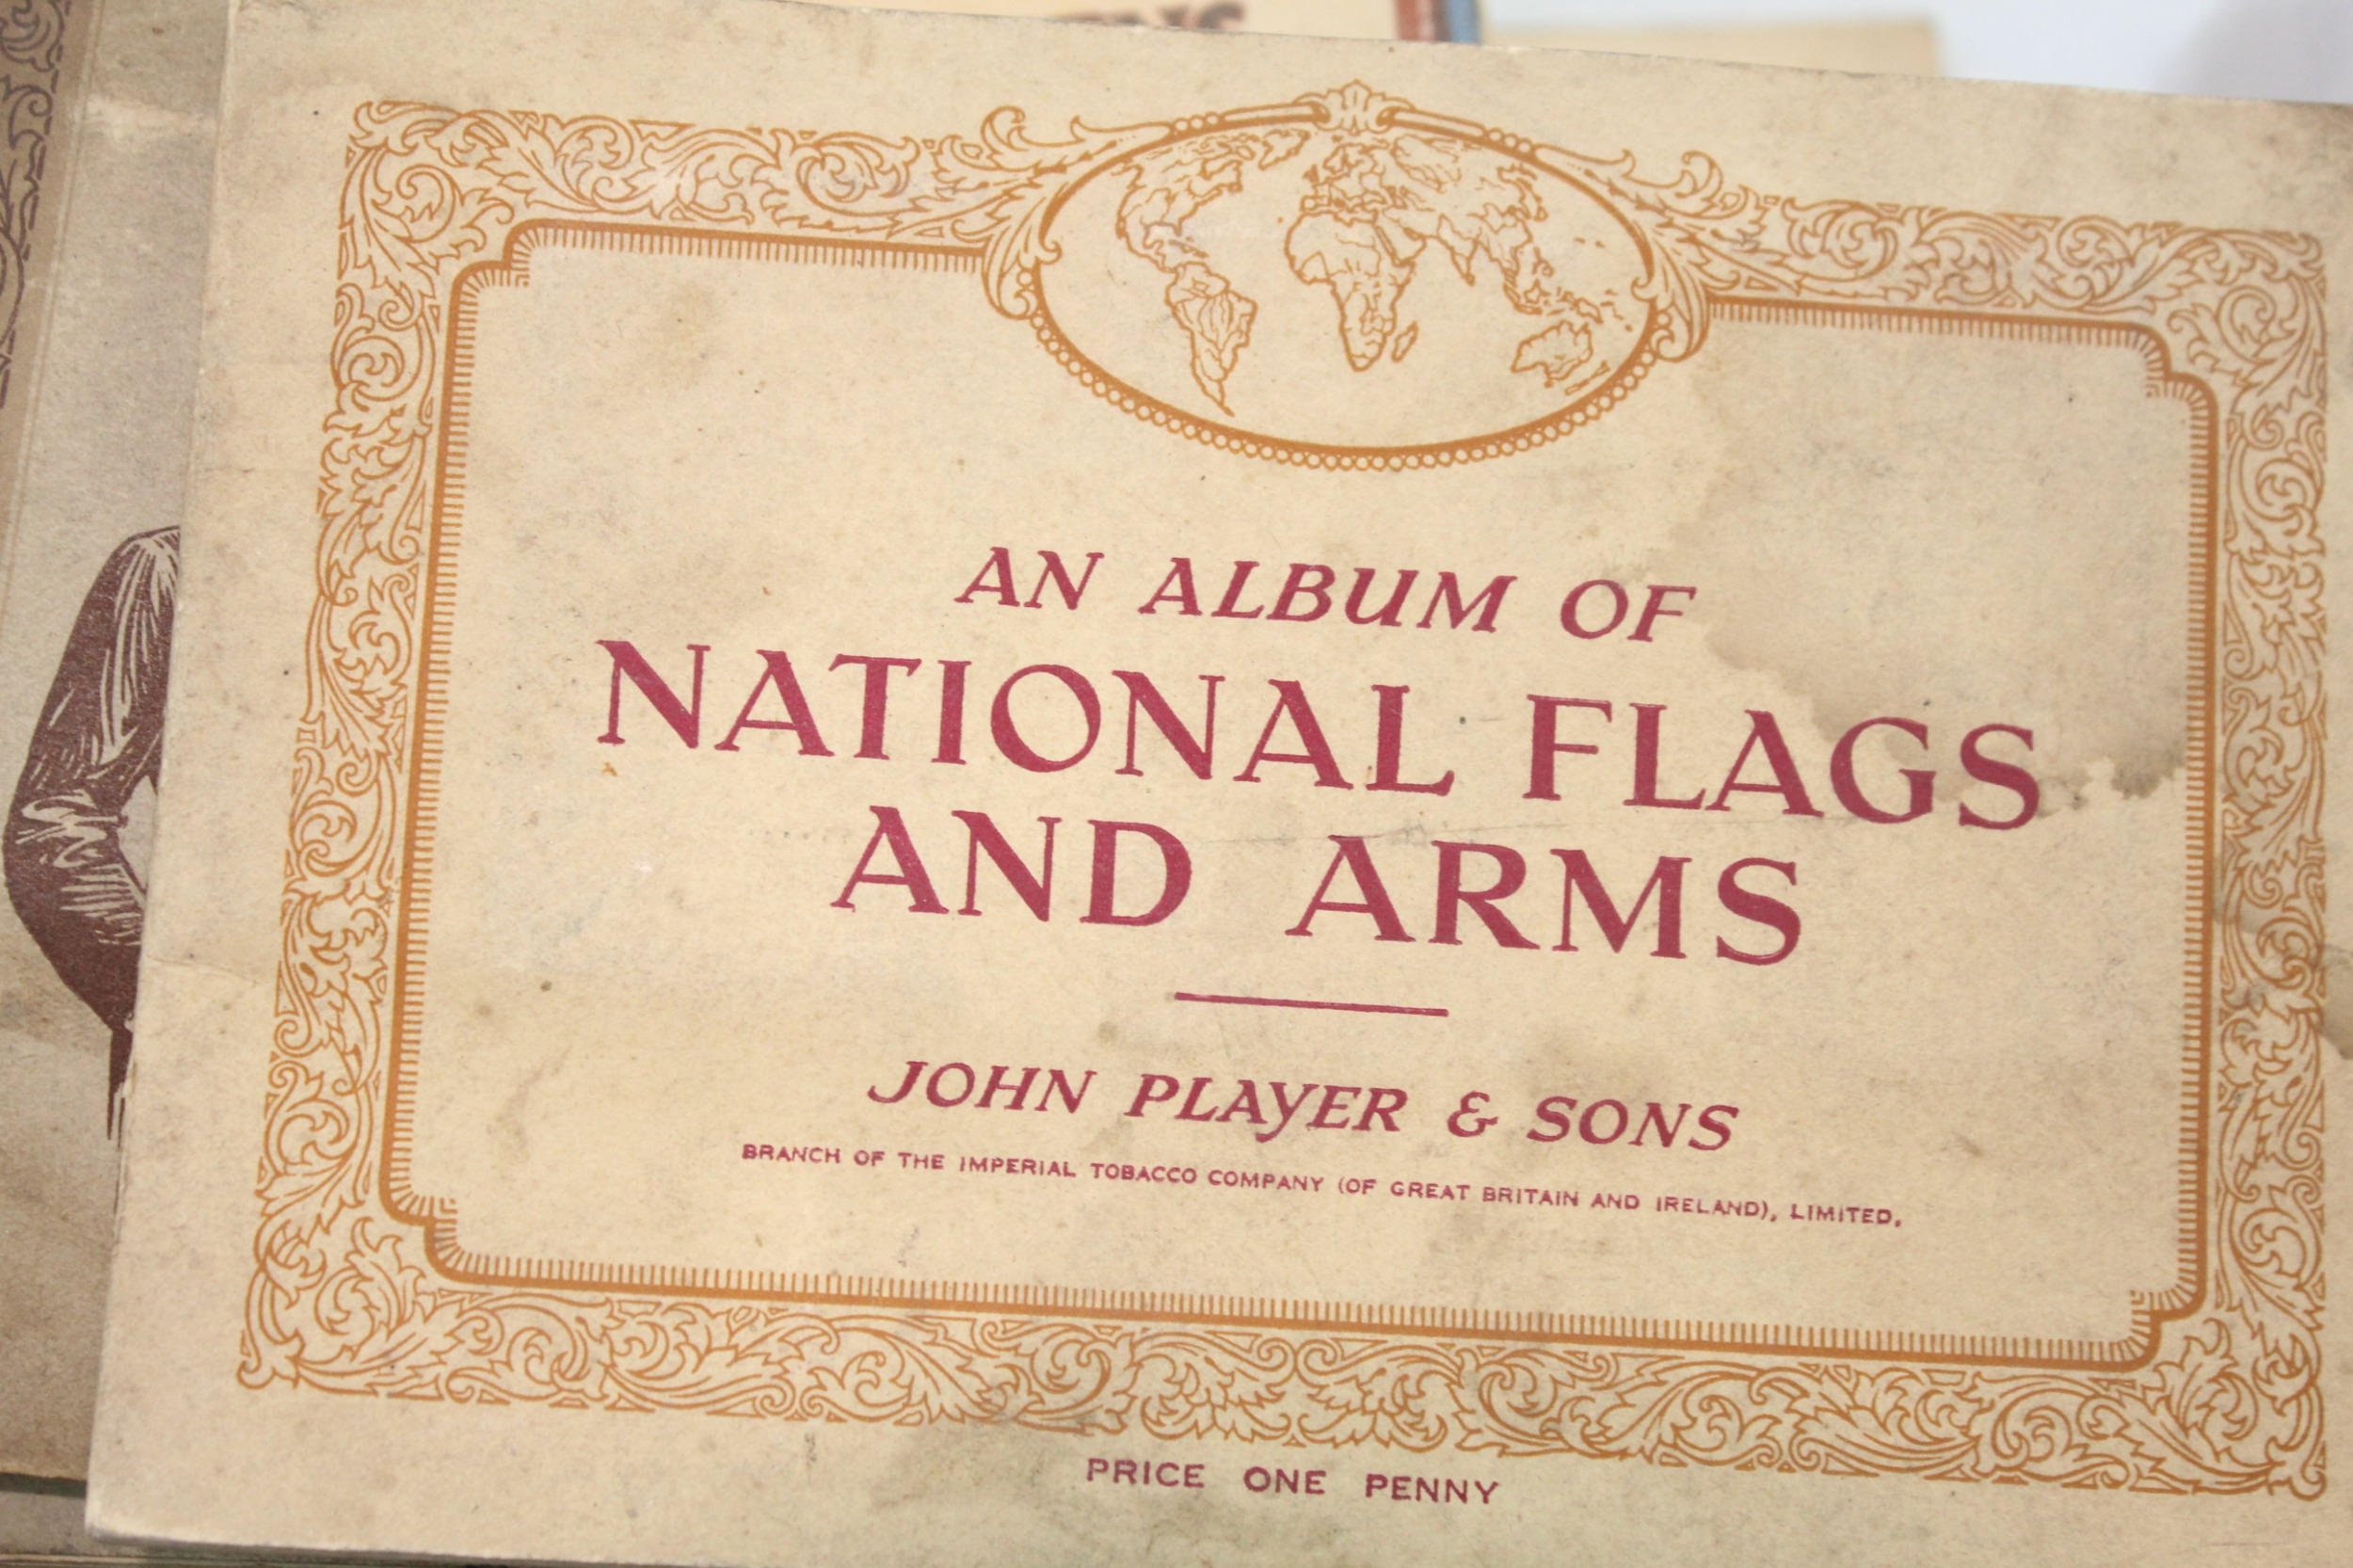 AN ALBUM OF
NATIONAL FLAGS
AND ARMS
JOHN PLAYER & SONS
BRANCH OF THE IMPERIAL TOBACCO COMPANY (OF GREAT BRITAIN AND IRELAND), LIMITED.
PRICE ONE PENNY